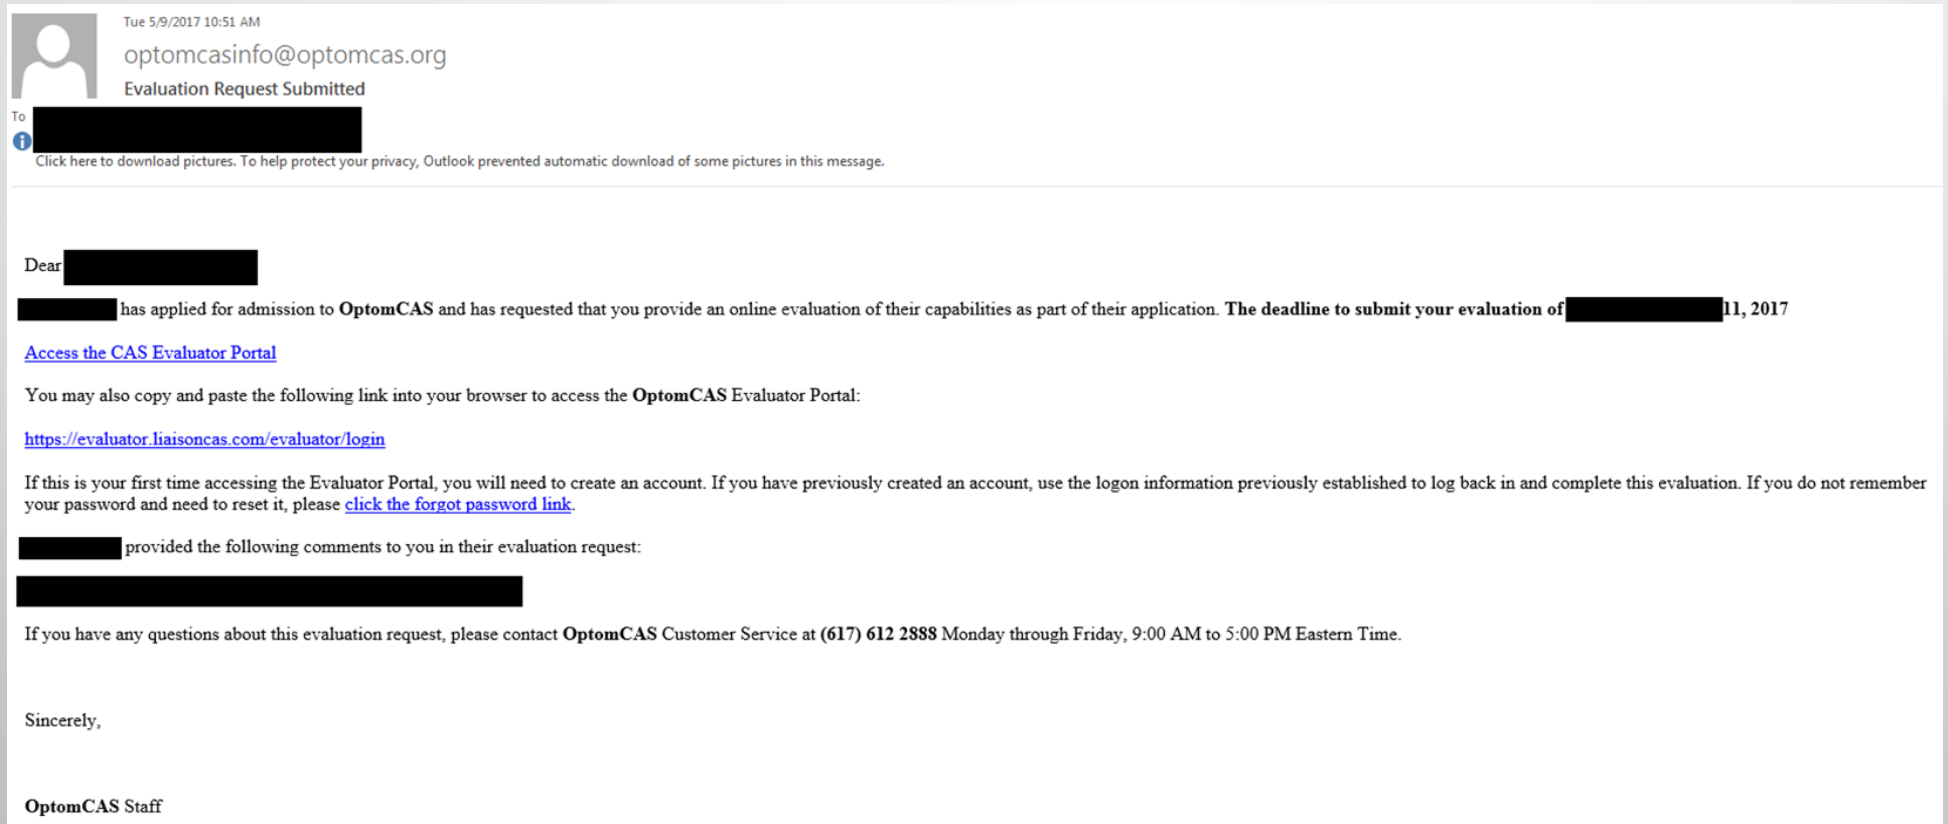 Tue 5/9/2017 10:51 AM
optomcasinfo@optomcas.org
Evaluation Request Submitted
To
Click here to download pictures. To help protect your privacy, Outlook prevented automatic download of some pictures in this message.
Dear
has applied for admission to OptomCAS and has requested that you provide an online evaluation of their capabilities as part of their application. The deadline to submit your evaluation of 11, 2017
Access the CAS Evaluator Portal
You may also copy and paste the following link into your browser to access the OptomCAS Evaluator Portal:
https://evaluator.liaisoncas.com/evaluator/login
If this is your first time accessing the Evaluator Portal, you will need to create an account. If you have previously created an account, use the logon information previously established to log back in and complete this evaluation. If you do not remember
your password and need to reset it, please click the forgot password link.
provided the following comments to you in their evaluation request:
If you have any questions about this evaluation request, please contact OptomCAS Customer Service at (617) 612 2888 Monday through Friday, 9:00 AM to 5:00 PM Eastern Time.
Sincerely,
OptomCAS Staff